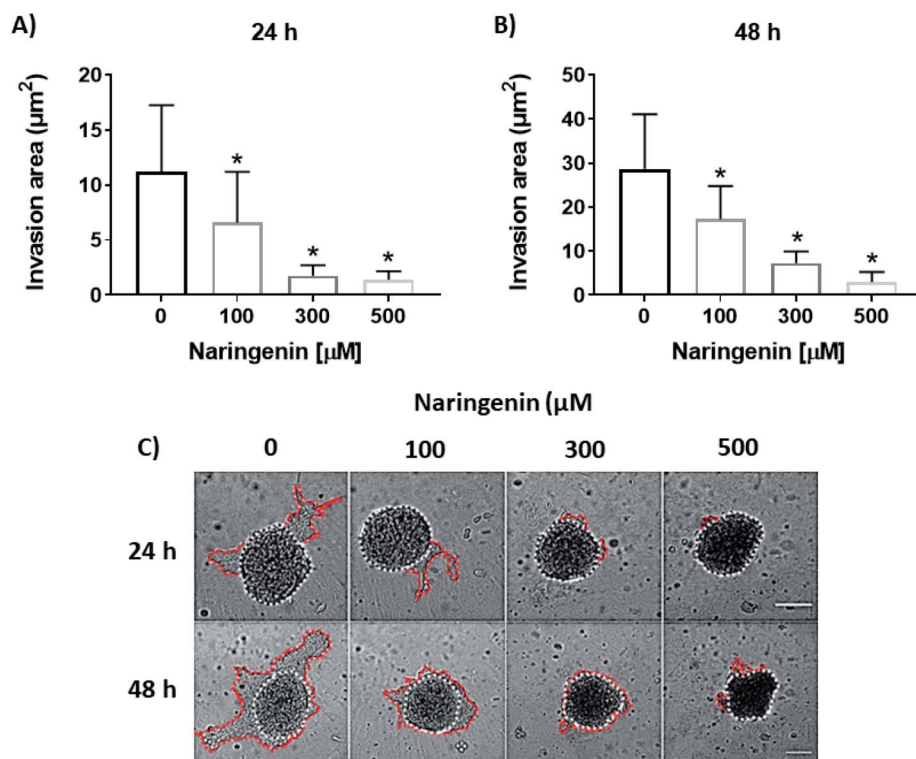 A)
24 h
Invasion area (µm²)
20
15
10
5
0
*
*
*
0 100 300 500
Naringenin [µM]
B)
48 h
Invasion area (µm²)
50
40
30
20
10
0
*
*
*
0 100 300 500
Naringenin [µM]
Naringenin (µM
C) 0 100 300 500
24 h
48 h